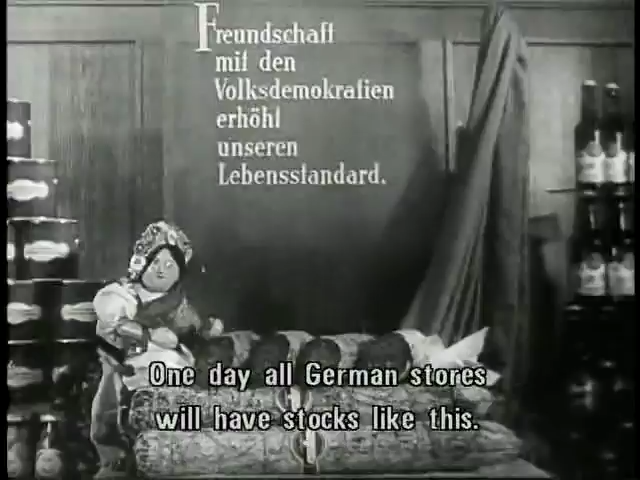 Freundschaft
mit den
Volksdemokratien
erhöht
unseren
Lebensstandard.
One day all German stores
will have stocks like this.